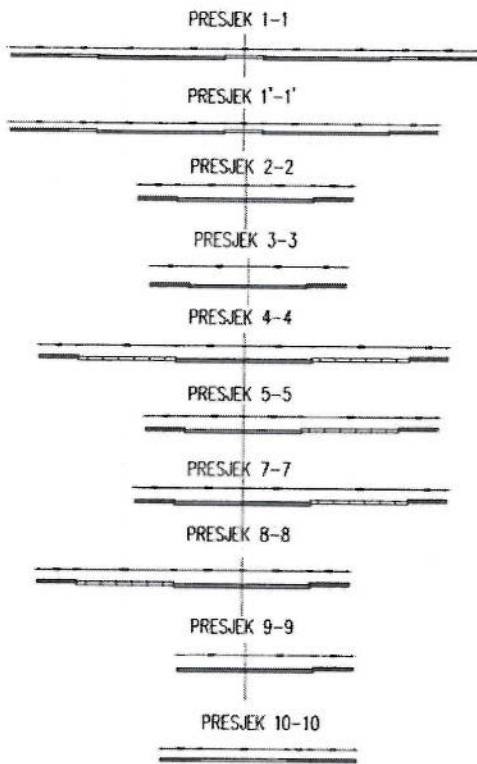 PRESJEK 1-1
PRESJEK 1'-1'
PRESJEK 2-2
PRESJEK 3-3
PRESJEK 4-4
PRESJEK 5-5
PRESJEK 7-7
PRESJEK 8-8
PRESJEK 9-9
PRESJEK 10-10